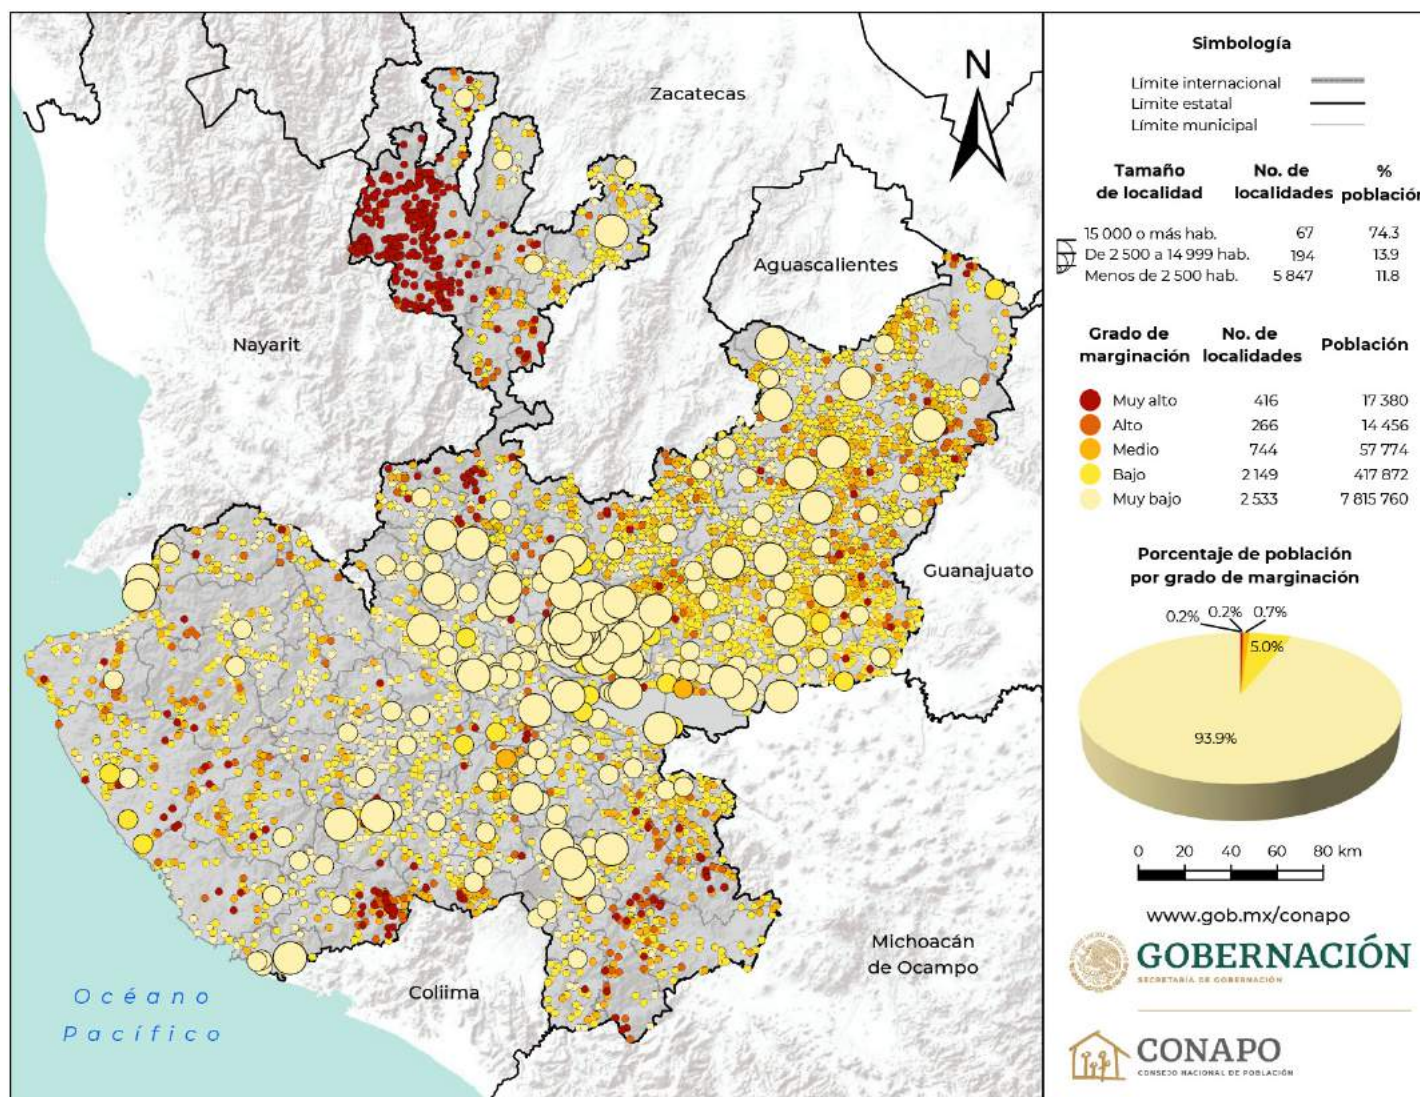 Zacatecas
N
Aguascalientes
Nayarit
Guanajuato
Michoacán
de Ocampo
Coliima
Océano
Pacífico
Simbología
Límite internacional
Límite estatal
Límite municipal
Tamaño de localidad No. de localidades % población
15 000 o más hab. 67 74.3
De 2 500 a 14 999 hab. 194 13.9
Menos de 2 500 hab. 5 847 11.8
Grado de marginación No. de localidades Población
Muy alto 416 17 380
Alto 266 14 456
Medio 744 57 774
Bajo 2 149 417 872
Muy bajo 2 533 7 815 760
Porcentaje de población
por grado de marginación
0.2% 0.2% 0.7%
5.0%
93.9%
0 20 40 60 80 km
www.gob.mx/conapo
GOBERNACIÓN
SECRETARÍA DE GOBERNACIÓN
CONAPO
CONSEJO NACIONAL DE POBLACIÓN